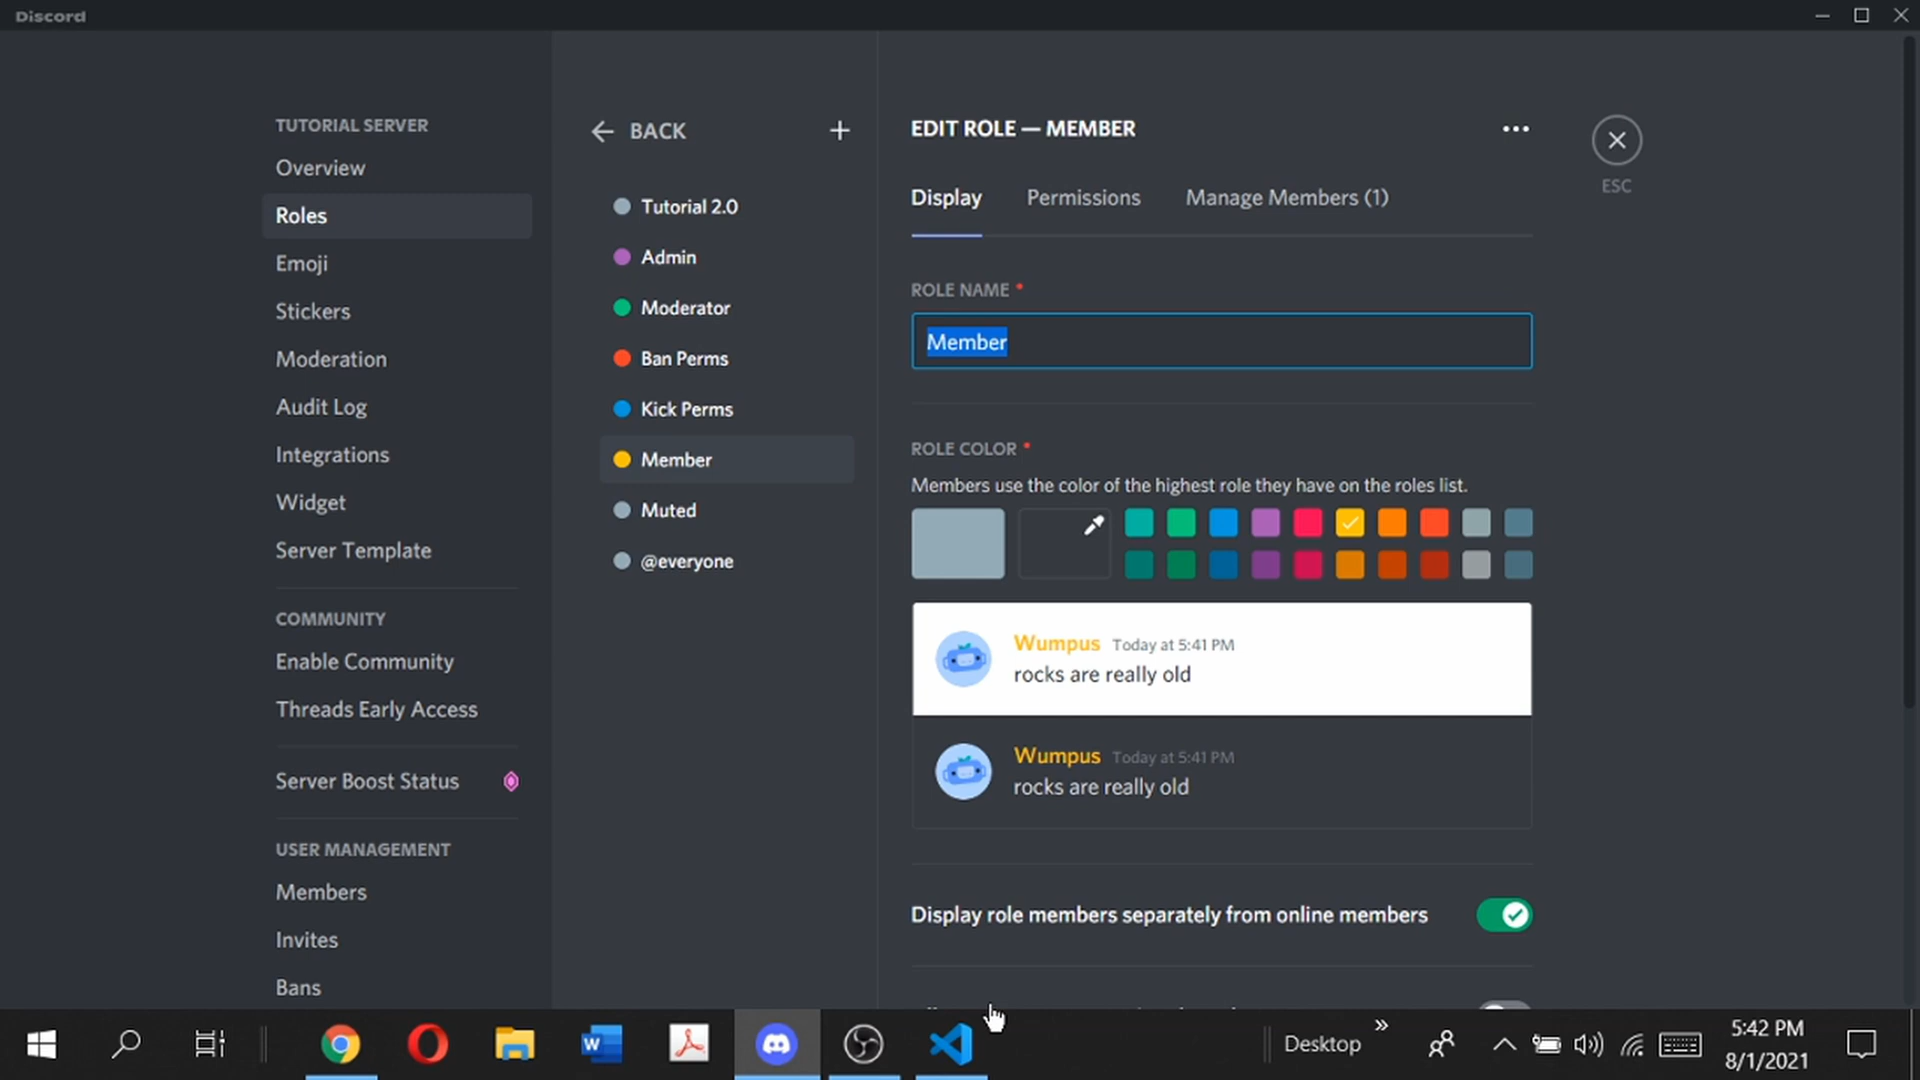 Discord
TUTORIAL SERVER
Overview
Roles
Emoji
Stickers
Moderation
Audit Log
Integrations
Widget
Server Template
COMMUNITY
Enable Community
Threads Early Access
Server Boost Status
USER MANAGEMENT
Members
Invites
Bans
BACK
Tutorial 2.0
Admin
Moderator
Ban Perms
Kick Perms
Member
Muted
@everyone
EDIT ROLE — MEMBER
ESC
Display Permissions Manage Members (1)
ROLE NAME *
Member
ROLE COLOR *
Members use the color of the highest role they have on the roles list.
Wumpus Today at 5:41 PM
rocks are really old
Wumpus Today at 5:41 PM
rocks are really old
Display role members separately from online members
Desktop
5:42 PM
8/1/2021